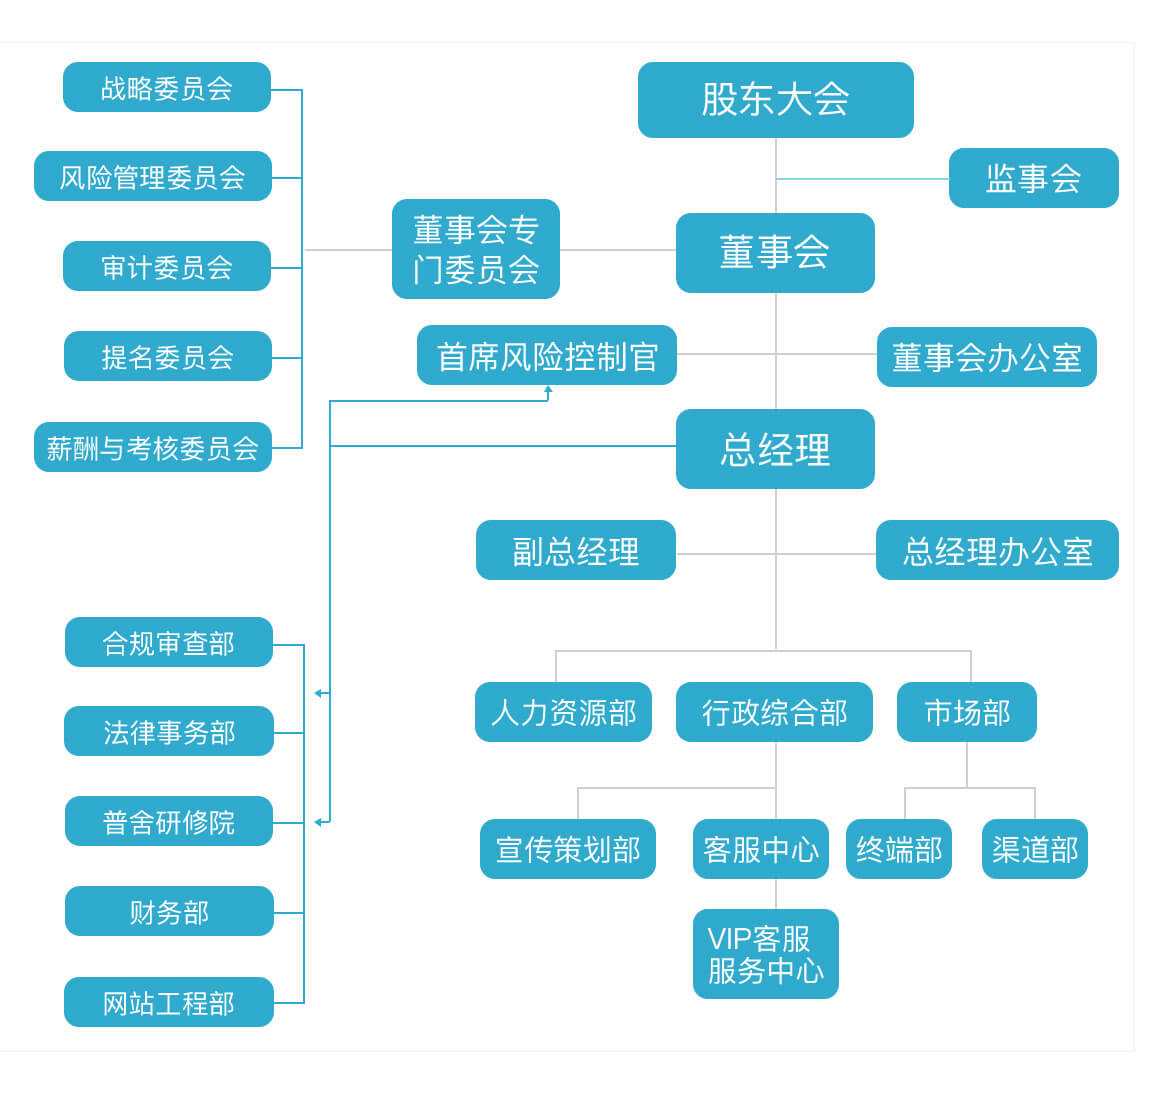 战略委员会
股东大会
风险管理委员会
监事会
董事会专
门委员会
董事会
审计委员会
提名委员会
首席风险控制官
董事会办公室
薪酬与考核委员会
总经理
副总经理
总经理办公室
合规审查部
人力资源部
行政综合部
市场部
法律事务部
普舍研修院
宣传策划部
客服中心
终端部
渠道部
财务部
VIP客服
服务中心
网站工程部